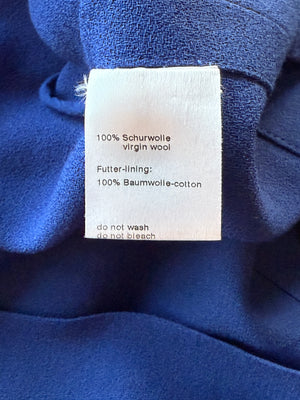 100% Schurwolle
virgin wool
Futter-lining:
100% Baumwolle-cotton
do not wash
do not bleach